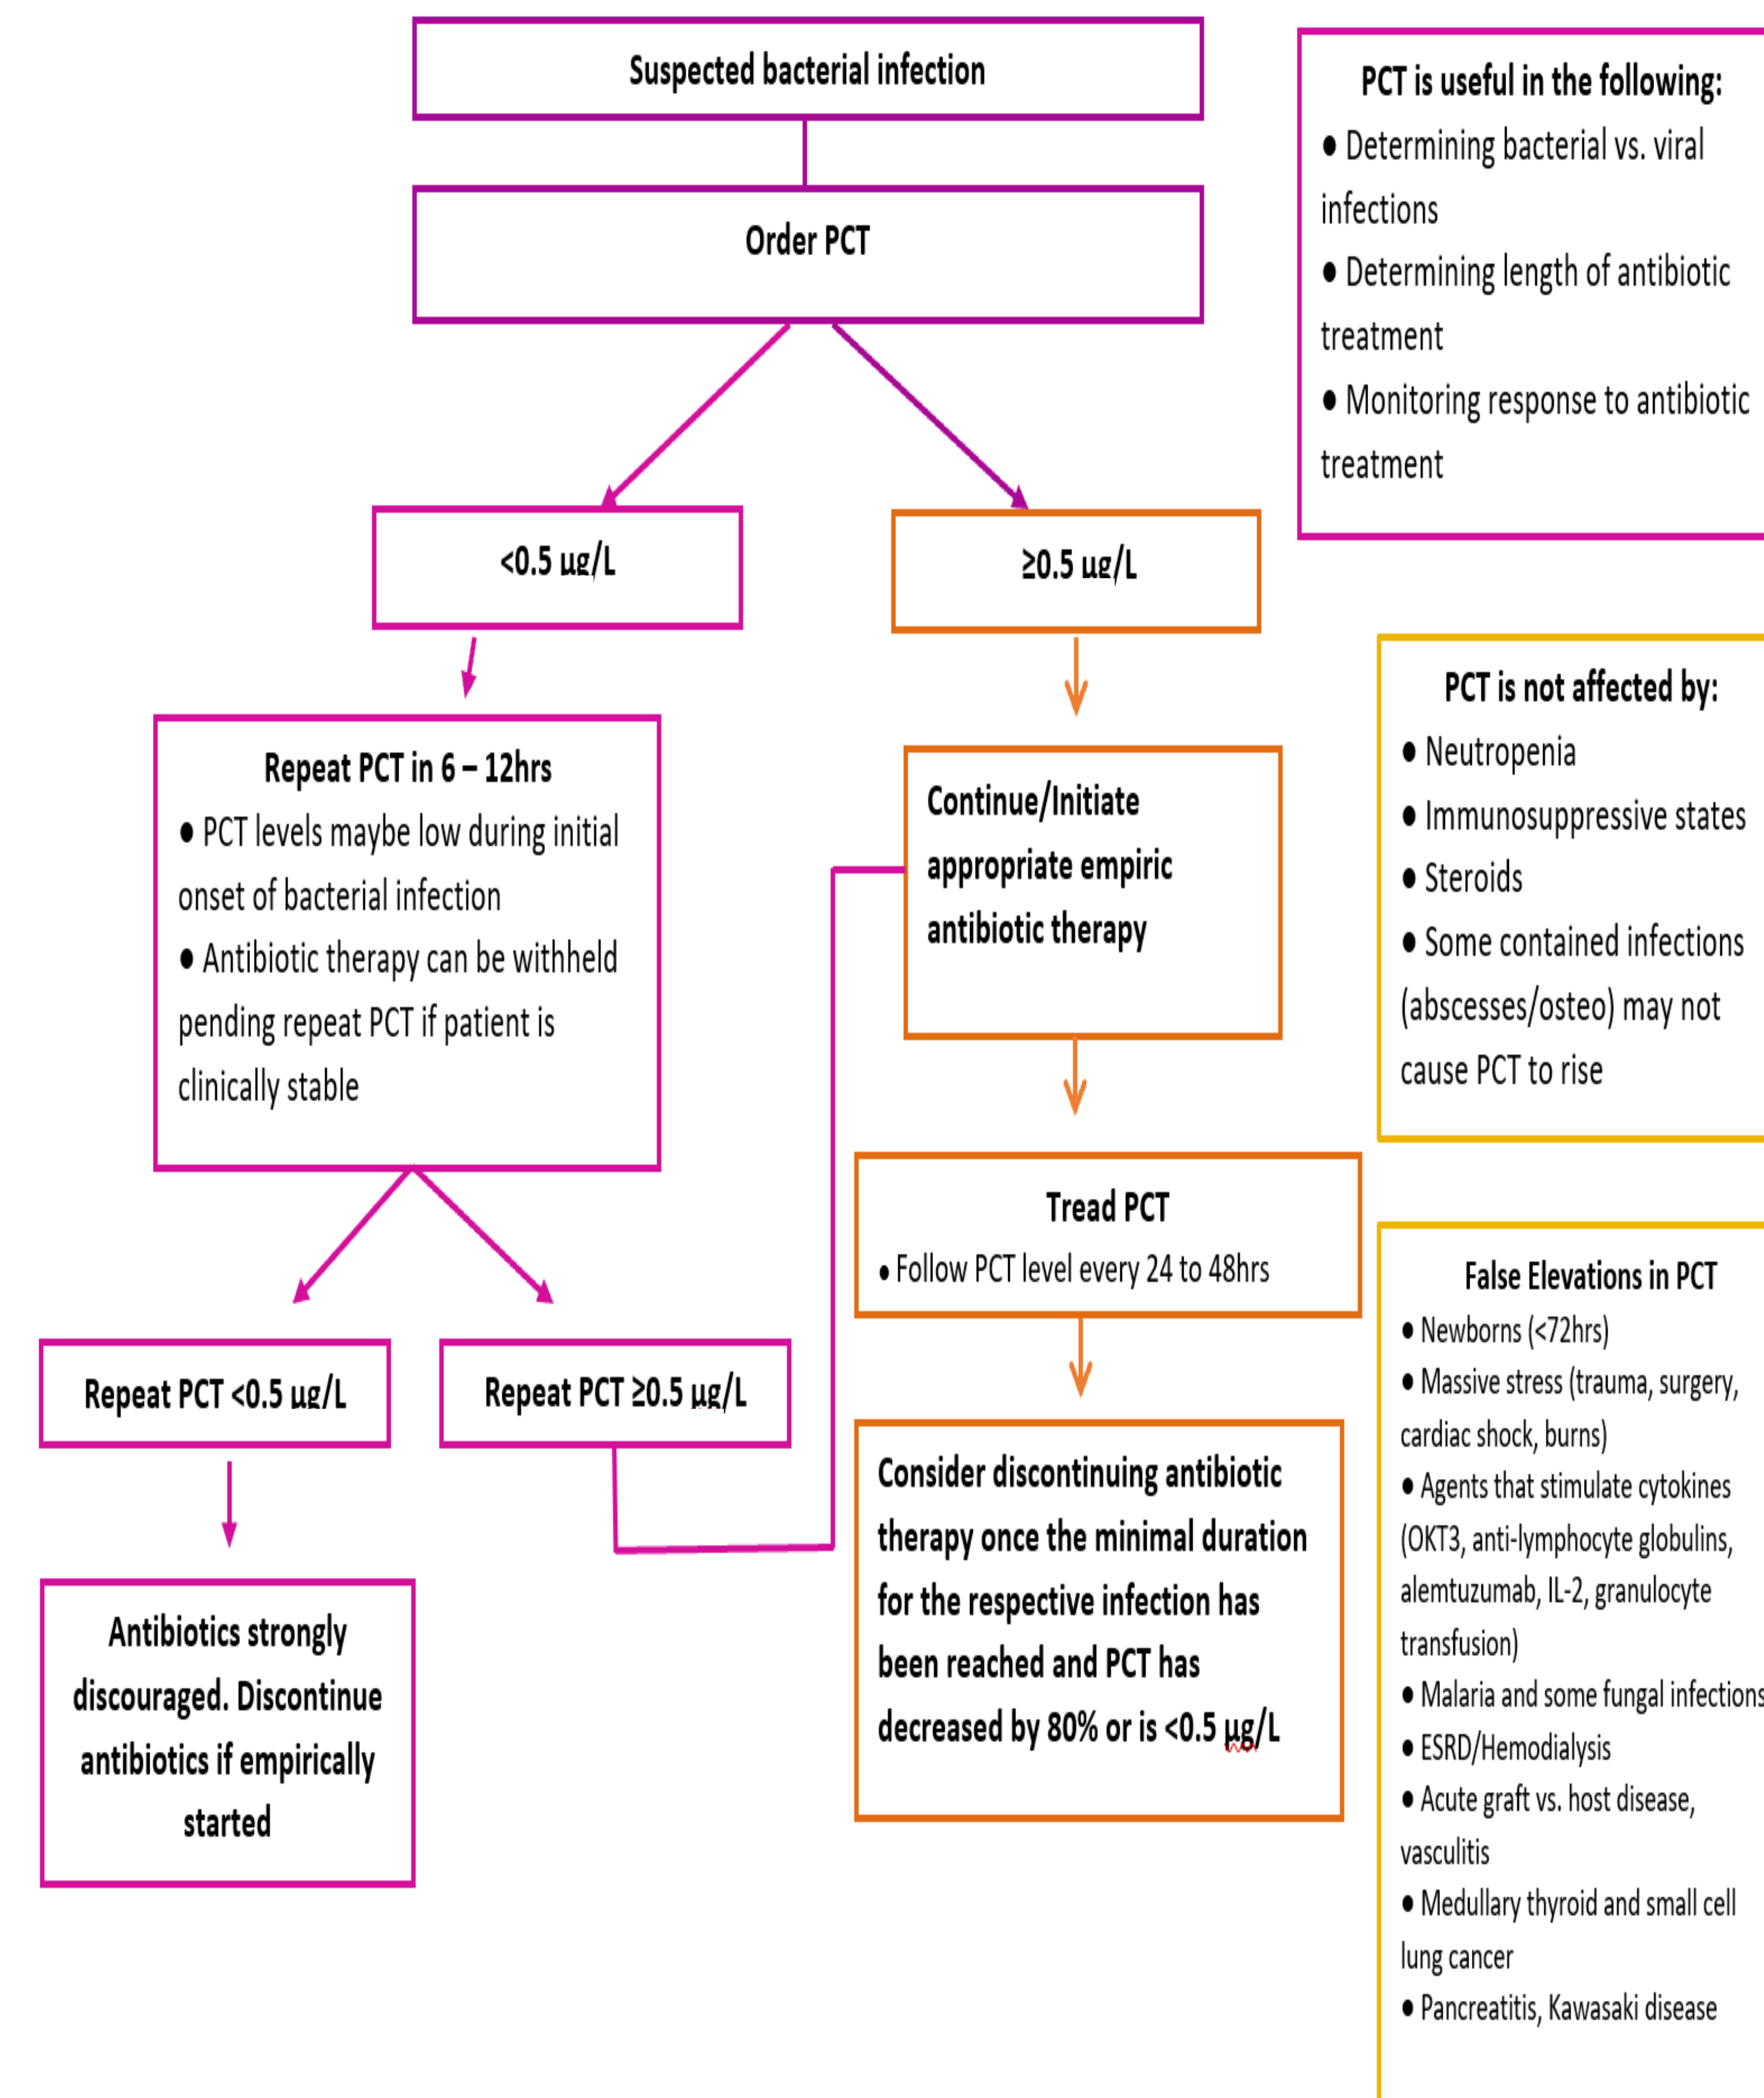 Suspected bacterial infection
Order PCT
<0.5 µg/L
≥0.5 µg/L
Repeat PCT in 6 – 12hrs
● PCT levels maybe low during initial
onset of bacterial infection
● Antibiotic therapy can be withheld
pending repeat PCT if patient is
clinically stable
Continue/Initiate
appropriate empiric
antibiotic therapy
Tread PCT
● Follow PCT level every 24 to 48hrs
Repeat PCT <0.5 µg/L
Repeat PCT ≥0.5 µg/L
Antibiotics strongly
discouraged. Discontinue
antibiotics if empirically
started
Consider discontinuing antibiotic
therapy once the minimal duration
for the respective infection has
been reached and PCT has
decreased by 80% or is <0.5 µg/L
PCT is useful in the following:
● Determining bacterial vs. viral
infections
● Determining length of antibiotic
treatment
● Monitoring response to antibiotic
treatment
PCT is not affected by:
● Neutropenia
● Immunosuppressive states
● Steroids
● Some contained infections
(abscesses/osteo) may not
cause PCT to rise
False Elevations in PCT
● Newborns (<72hrs)
● Massive stress (trauma, surgery,
cardiac shock, burns)
● Agents that stimulate cytokines
(OKT3, anti-lymphocyte globulins,
alemtuzumab, IL-2, granulocyte
transfusion)
● Malaria and some fungal infections
● ESRD/Hemodialysis
● Acute graft vs. host disease,
vasculitis
● Medullary thyroid and small cell
lung cancer
● Pancreatitis, Kawasaki disease